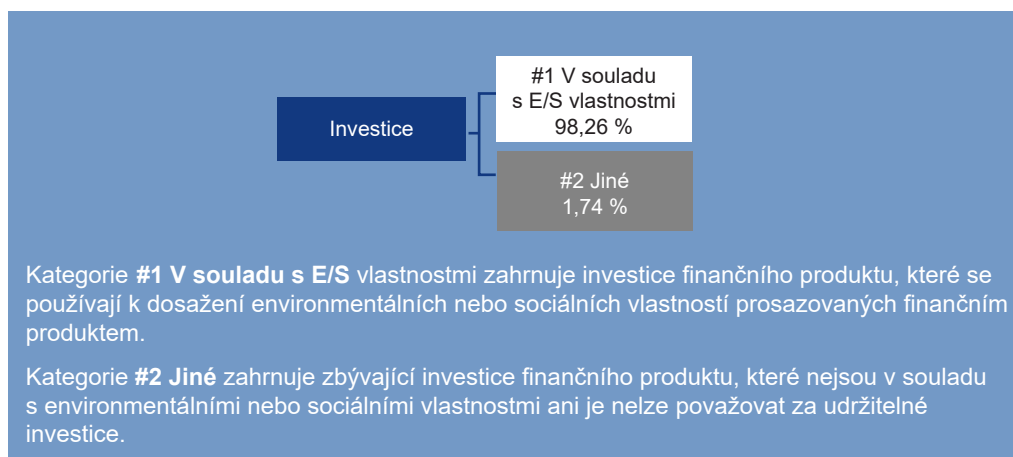 Investice
#1 V souladu
s E/S vlastnostmi
98,26 %
#2 Jiné
1,74 %
Kategorie #1 V souladu s E/S vlastnostmi zahrnuje investice finančního produktu, které se
používají k dosažení environmentálních nebo sociálních vlastností prosazovaných finančním
produktem.
Kategorie #2 Jiné zahrnuje zbývající investice finančního produktu, které nejsou v souladu
s environmentálními nebo sociálními vlastnostmi ani je nelze považovat za udržitelné
investice.